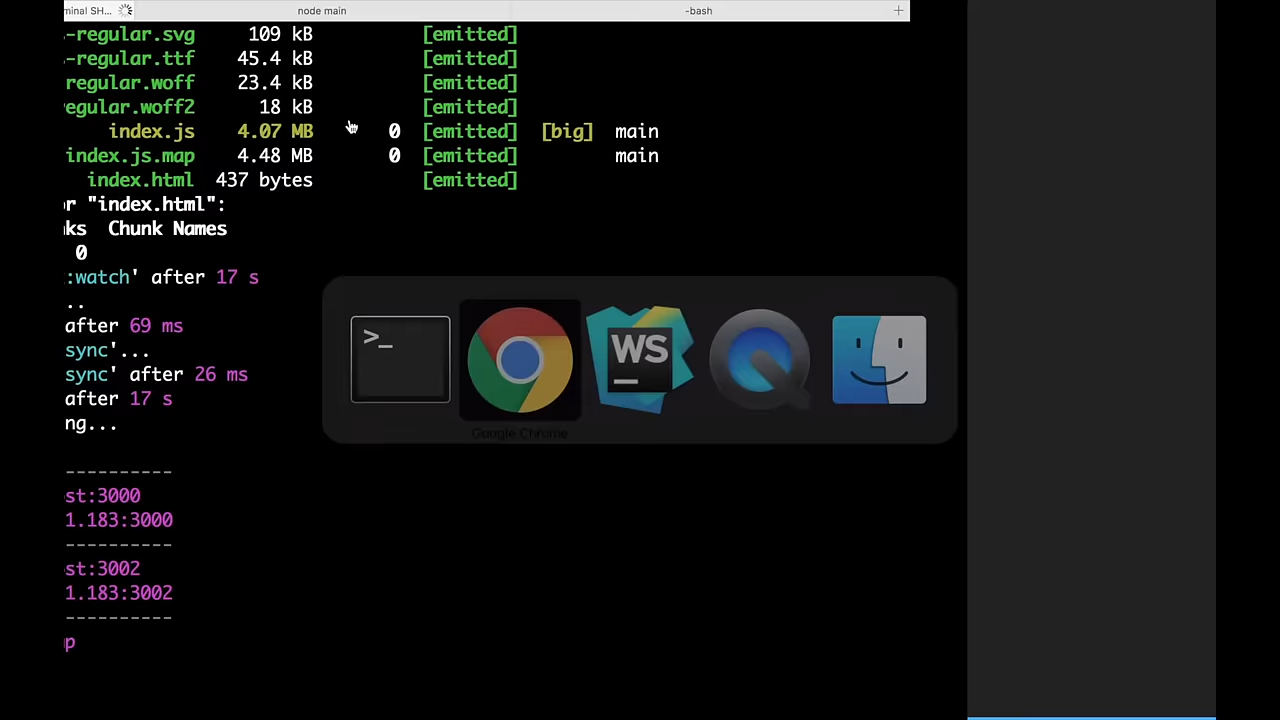 minal SH... node main -bash +
-regular.svg 109 kB [emitted]
-regular.ttf 45.4 kB [emitted]
regular.woff 23.4 kB [emitted]
egular.woff2 18 kB [emitted]
index.js 4.07 MB 0 [emitted] [big] main
index.js.map 4.48 MB 0 [emitted] main
index.html 437 bytes [emitted]
or "index.html":
ks Chunk Names
0
:watch' after 17 s
..
after 69 ms
sync'...
sync' after 26 ms
after 17 s
ng...
----------
st:3000
1.183:3000
----------
st:3002
1.183:3002
----------
>_
WS
Google Chrome